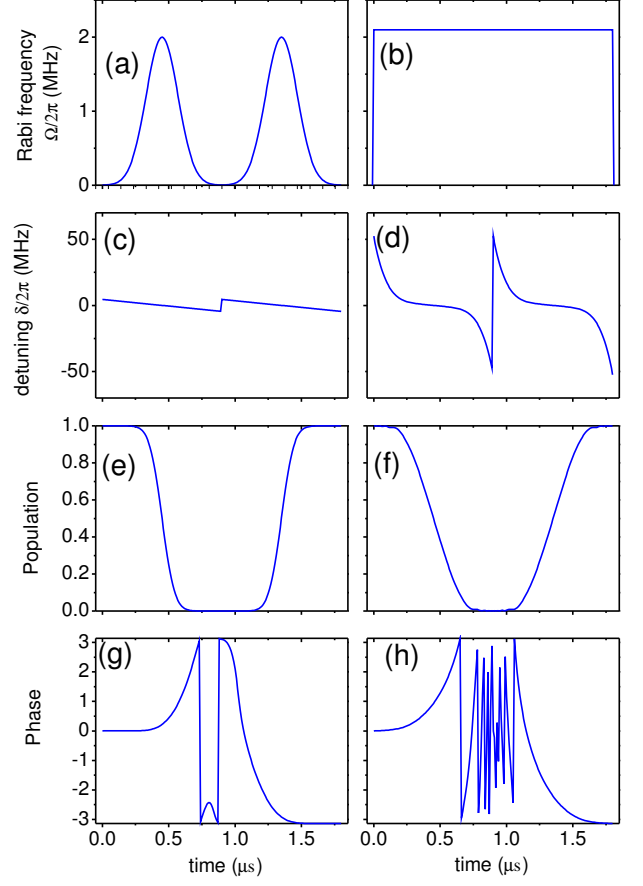 Rabi frequency
Ω/2π (MHz)
2
1
0
(a)
(b)
detuning δ/2π (MHz)
50
0
-50
(c)
(d)
Population
1.0
0.8
0.6
0.4
0.2
0.0
(e)
(f)
Phase
3
2
1
0
-1
-2
-3
(g)
(h)
0.0 0.5 1.0 1.5
0.0 0.5 1.0 1.5
time (μs)
time (μs)